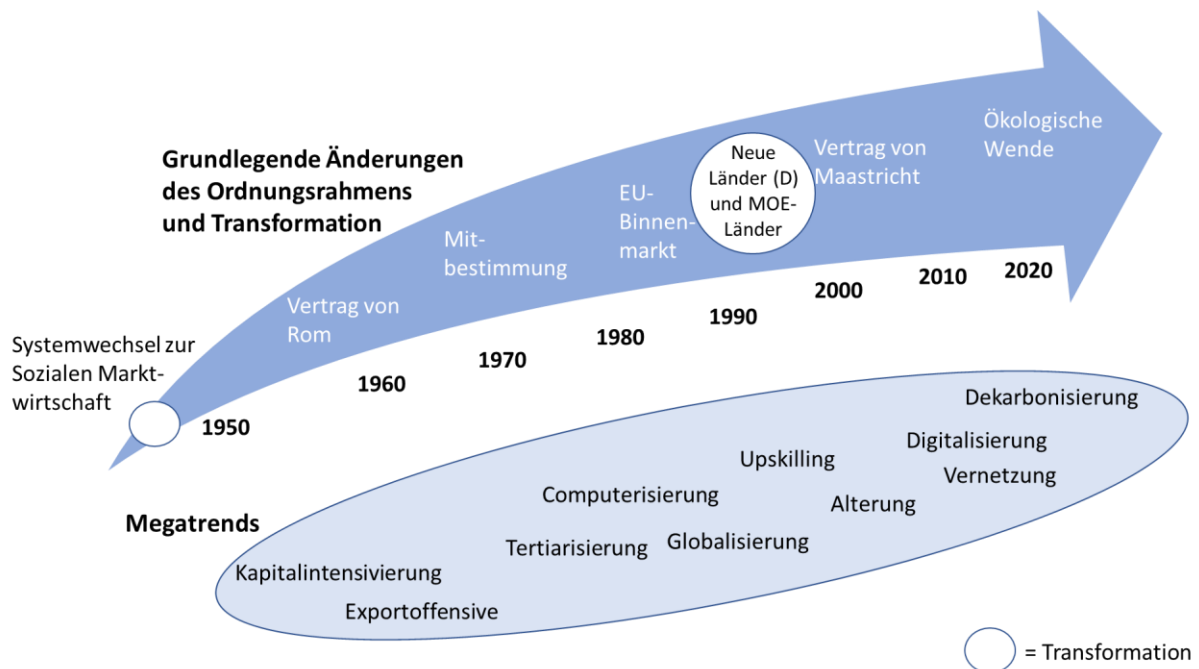 Grundlegende Änderungen
des Ordnungsrahmens
und Transformation
Systemwechsel zur
Sozialen Markt-
wirtschaft
Vertrag von
Rom
Mit-
bestimmung
EU-
Binnen-
markt
Neue
Länder (D)
und MOE-
Länder
Vertrag von
Maastricht
Ökologische
Wende
1950
1960
1970
1980
1990
2000
2010
2020
Megatrends
Kapitalintensivierung
Exportoffensive
Tertiarisierung
Computerisierung
Globalisierung
Upskilling
Alterung
Digitalisierung
Vernetzung
Dekarbonisierung
= Transformation